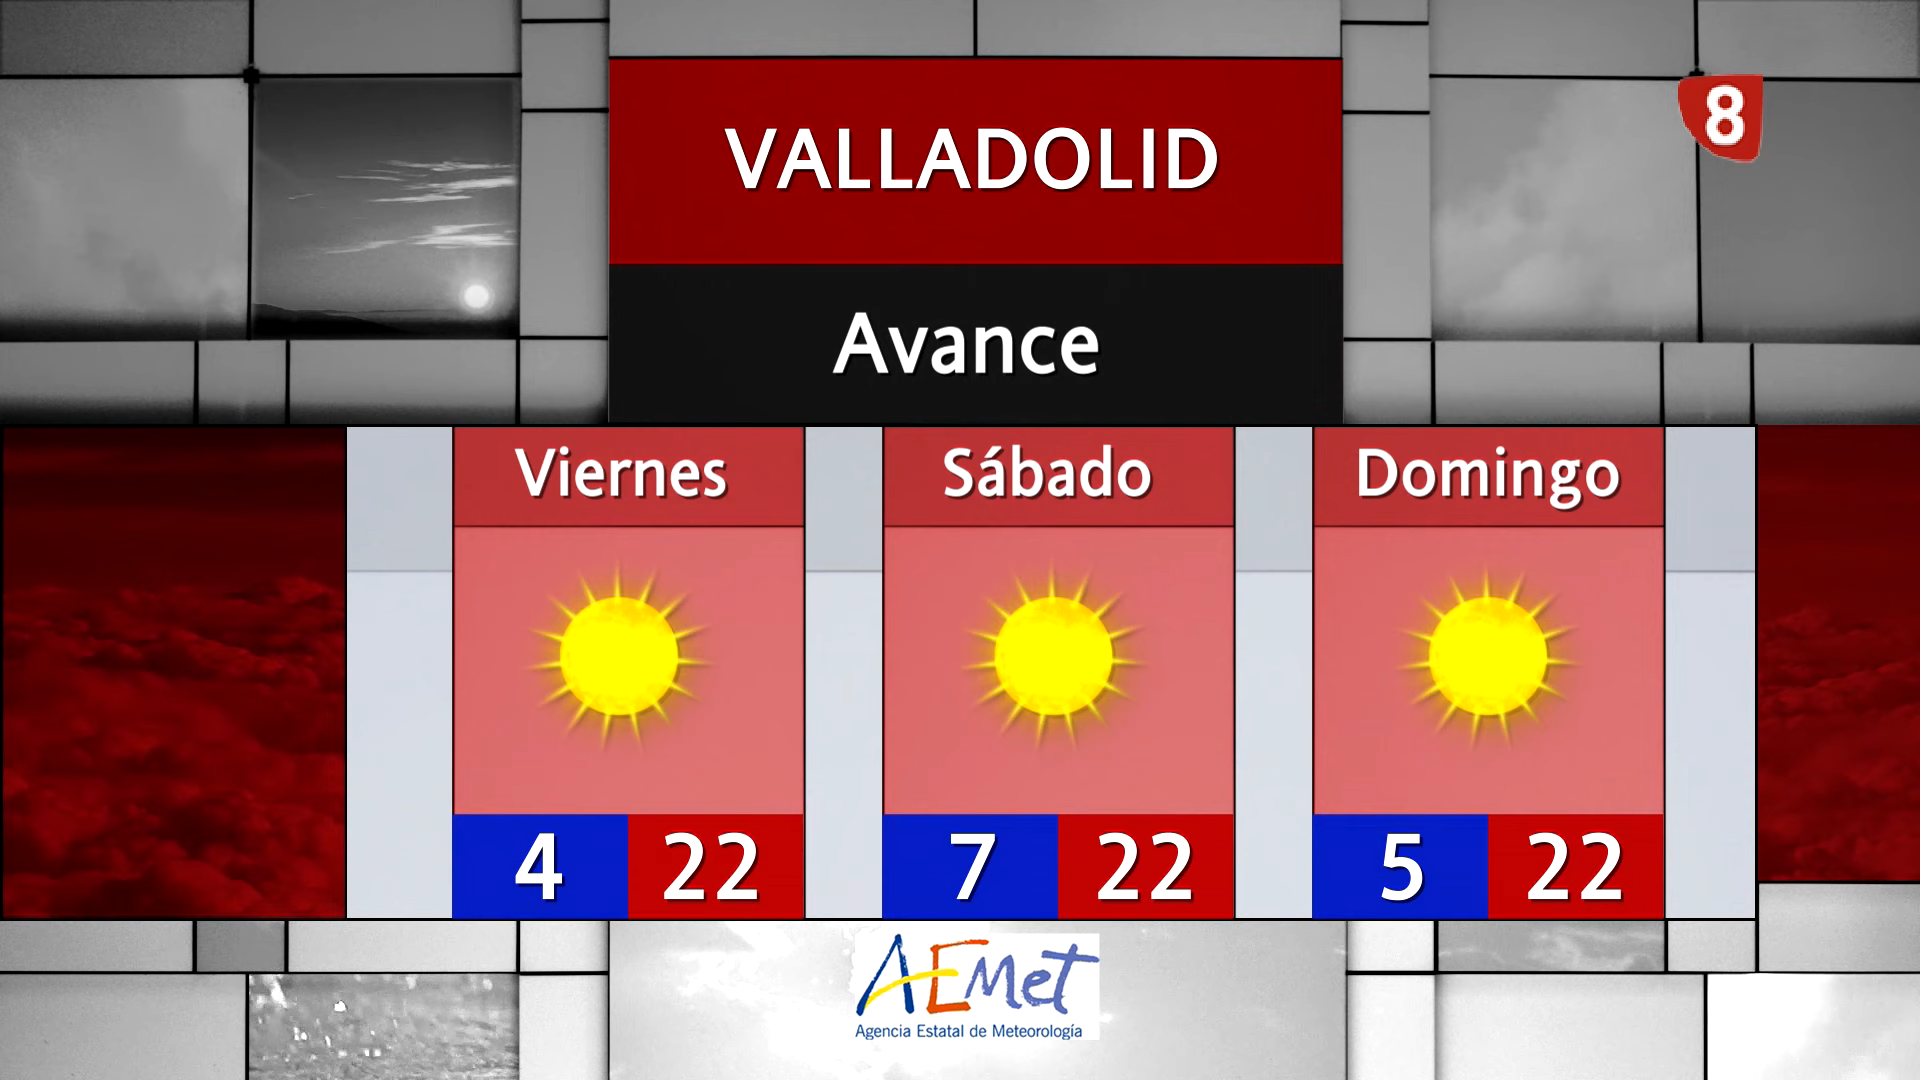 VALLADOLID
8
Avance
Viernes
Sábado
Domingo
4 22
7 22
5 22
AEMet
Agencia Estatal de Meteorología